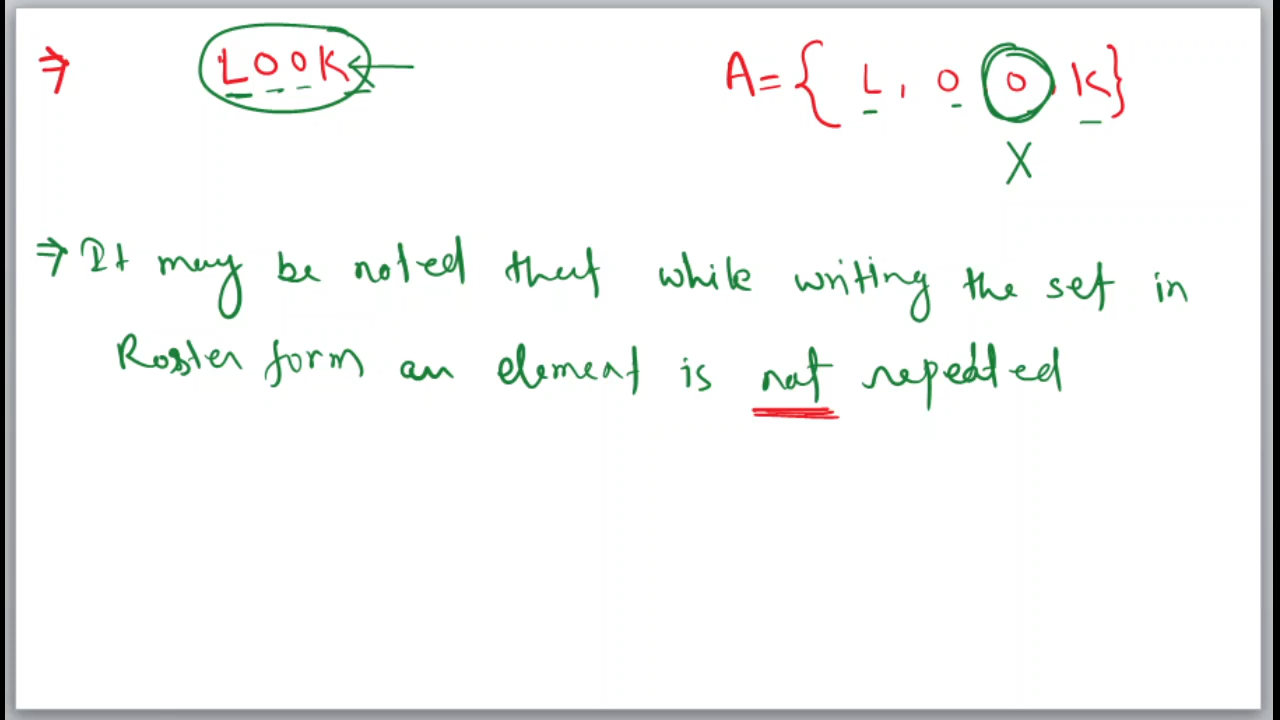 ⇒ LOOK A = { L, O O, K}
X
⇒ It may be noted that while writing the set in
Roster form an element is not repeated